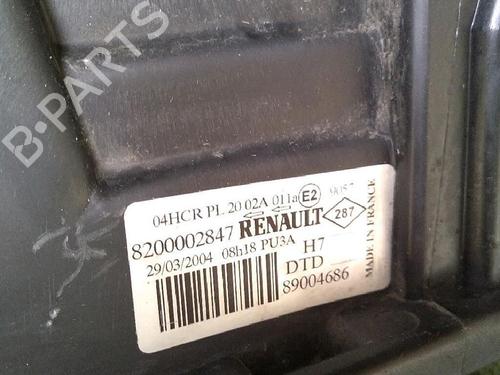 B-PARTS
04HCR PL 20 02A 011a E2 9057
8200002847 RENAULT 287
29/03/2004 08h18 PU3A H7
DTD
89004686
MADE IN FRANCE